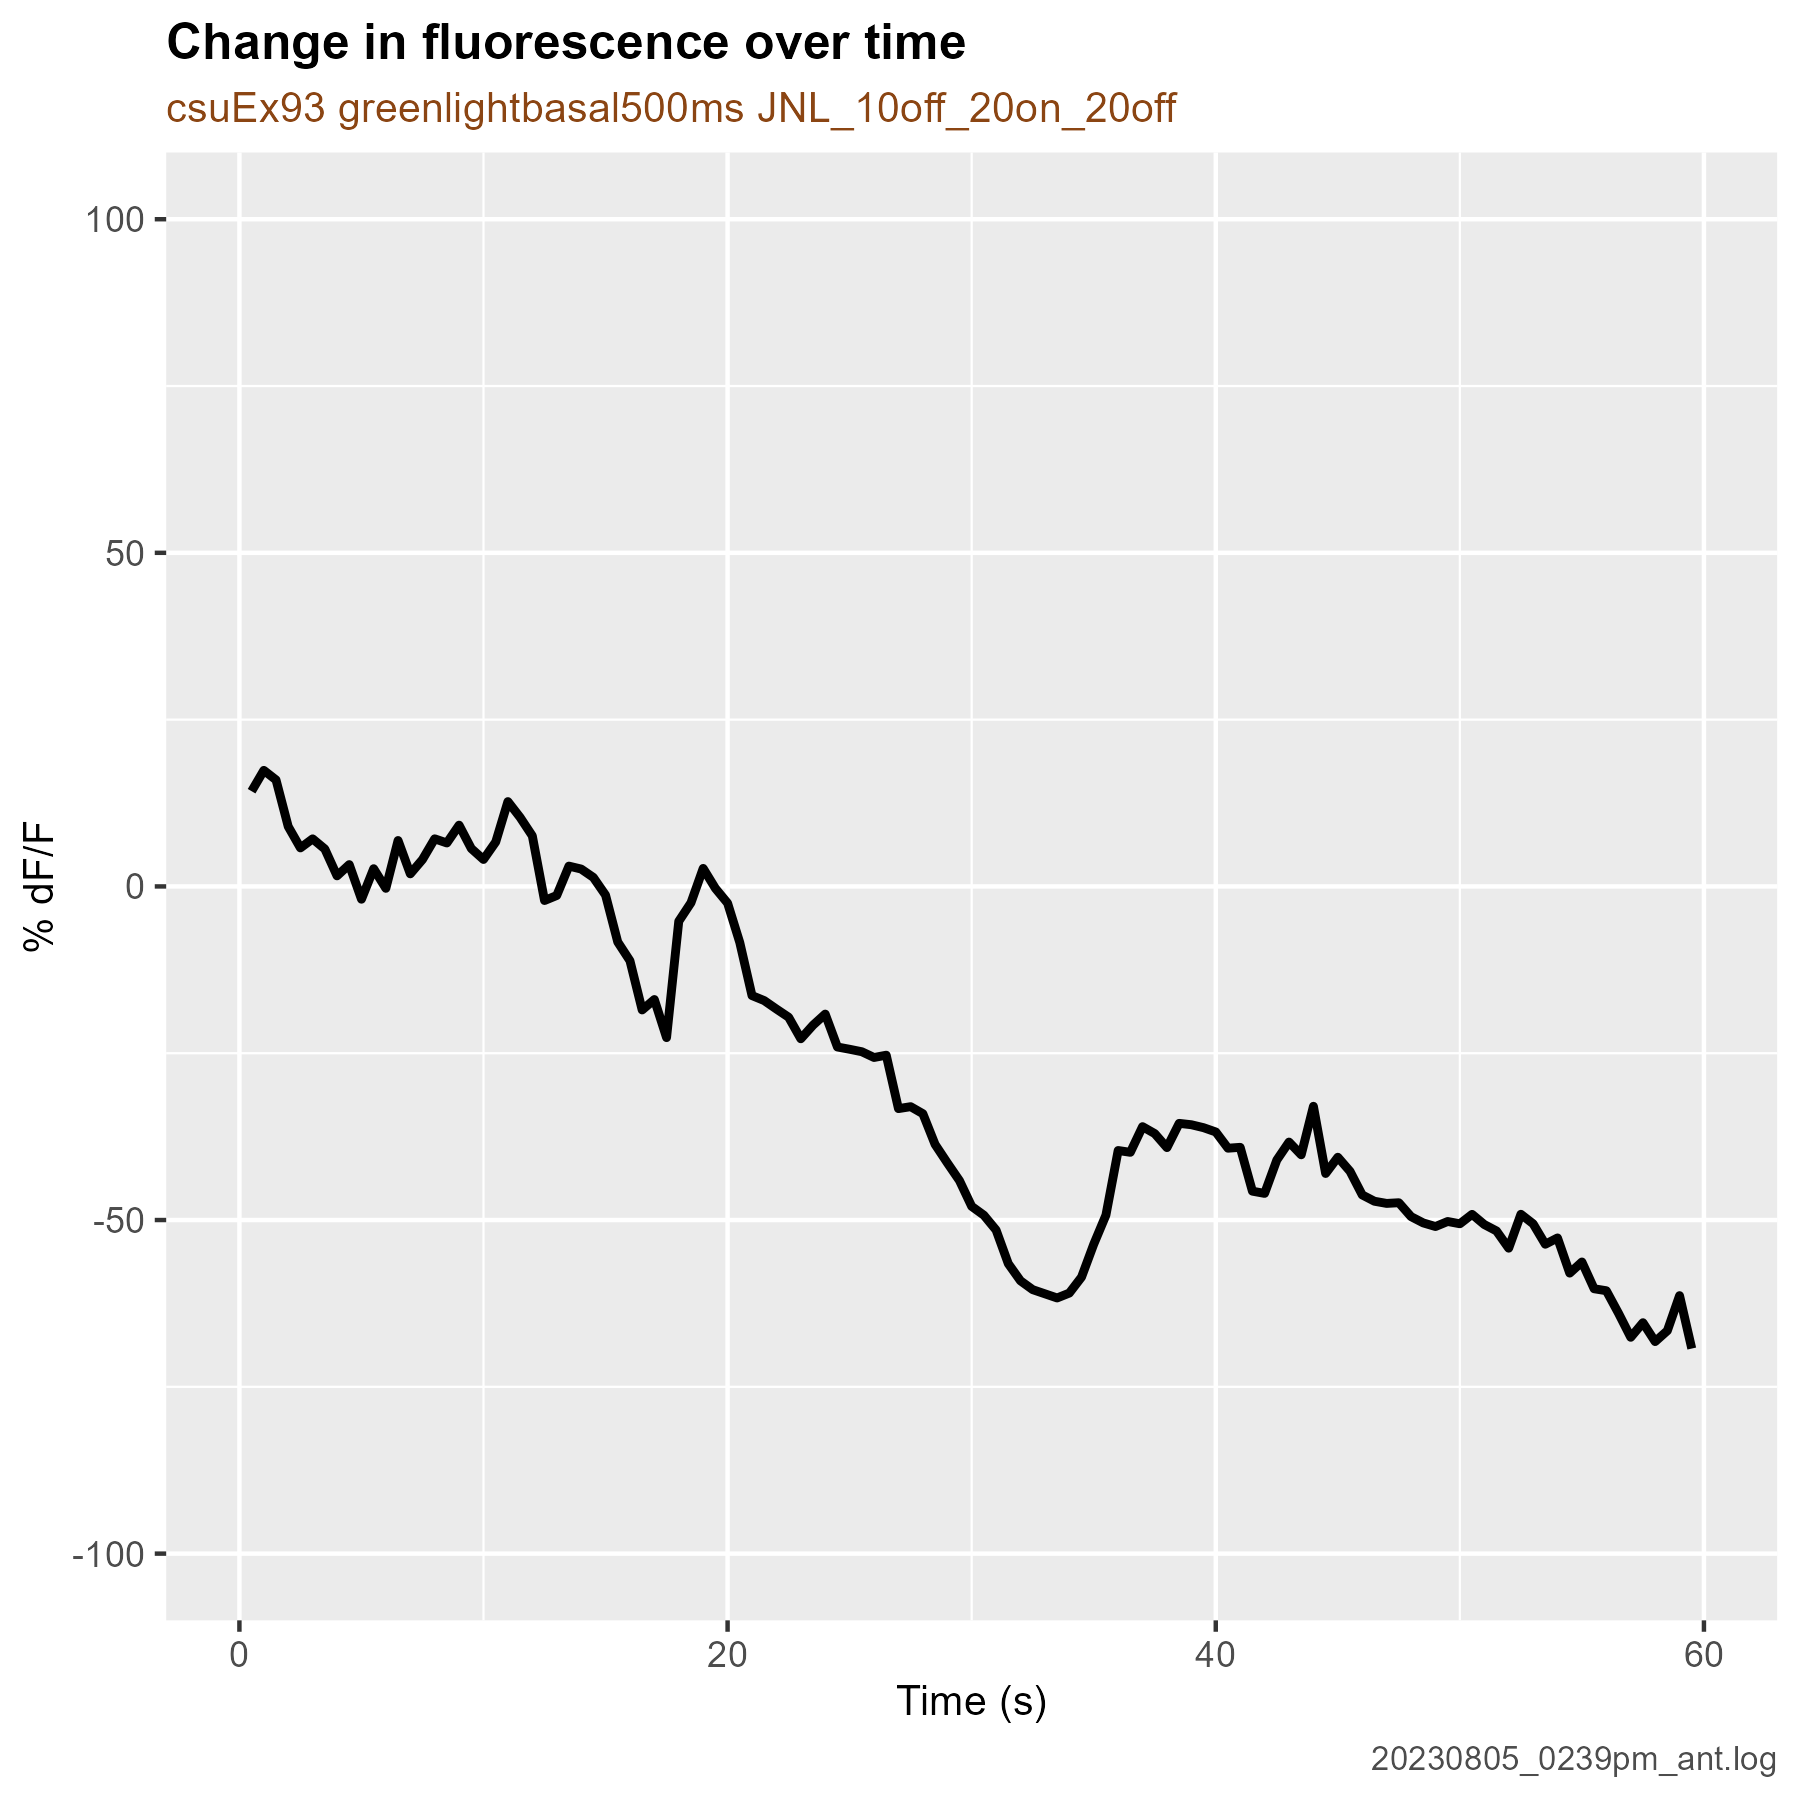 Change in fluorescence over time
csuEx93 greenlightbasal500ms JNL_10off_20on_20off
100
50
0
-50
-100
% dF/F
0 20 40 60
Time (s)
20230805_0239pm_ant.log